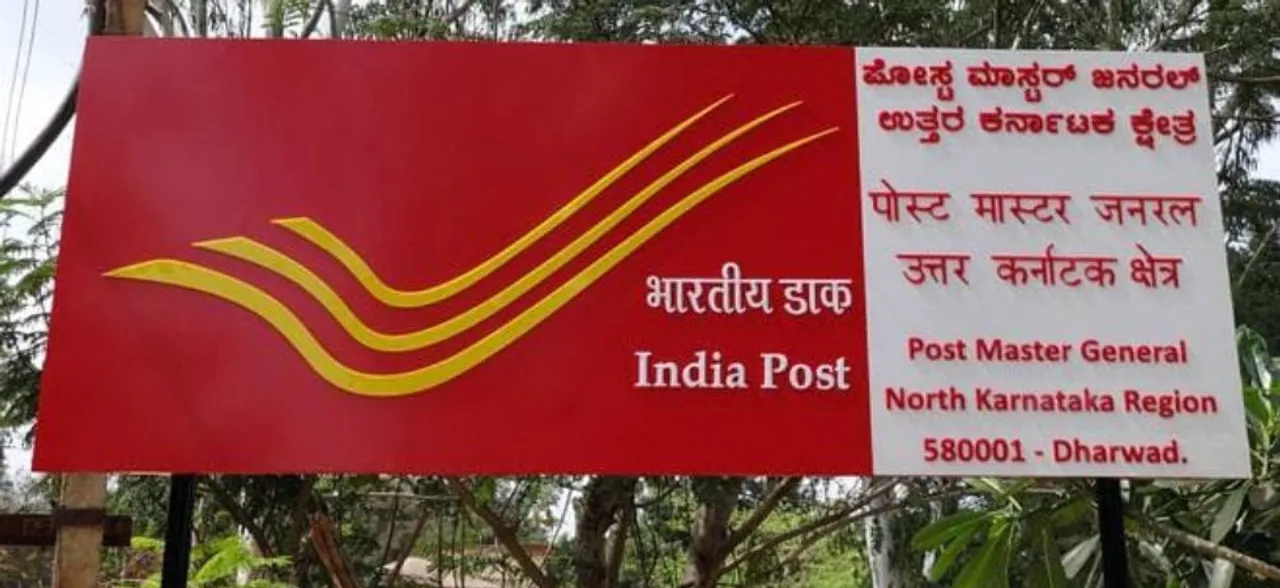 भारतीय डाक
India Post
ಪೋಸ್ಟ ಮಾಸ್ಟರ್ ಜನರಲ್
ಉತ್ತರ ಕರ್ನಾಟಕ ಕ್ಷೇತ್ರ
पोस्ट मास्टर जनरल
उत्तर कर्नाटक क्षेत्र
Post Master General
North Karnataka Region
580001 - Dharwad.